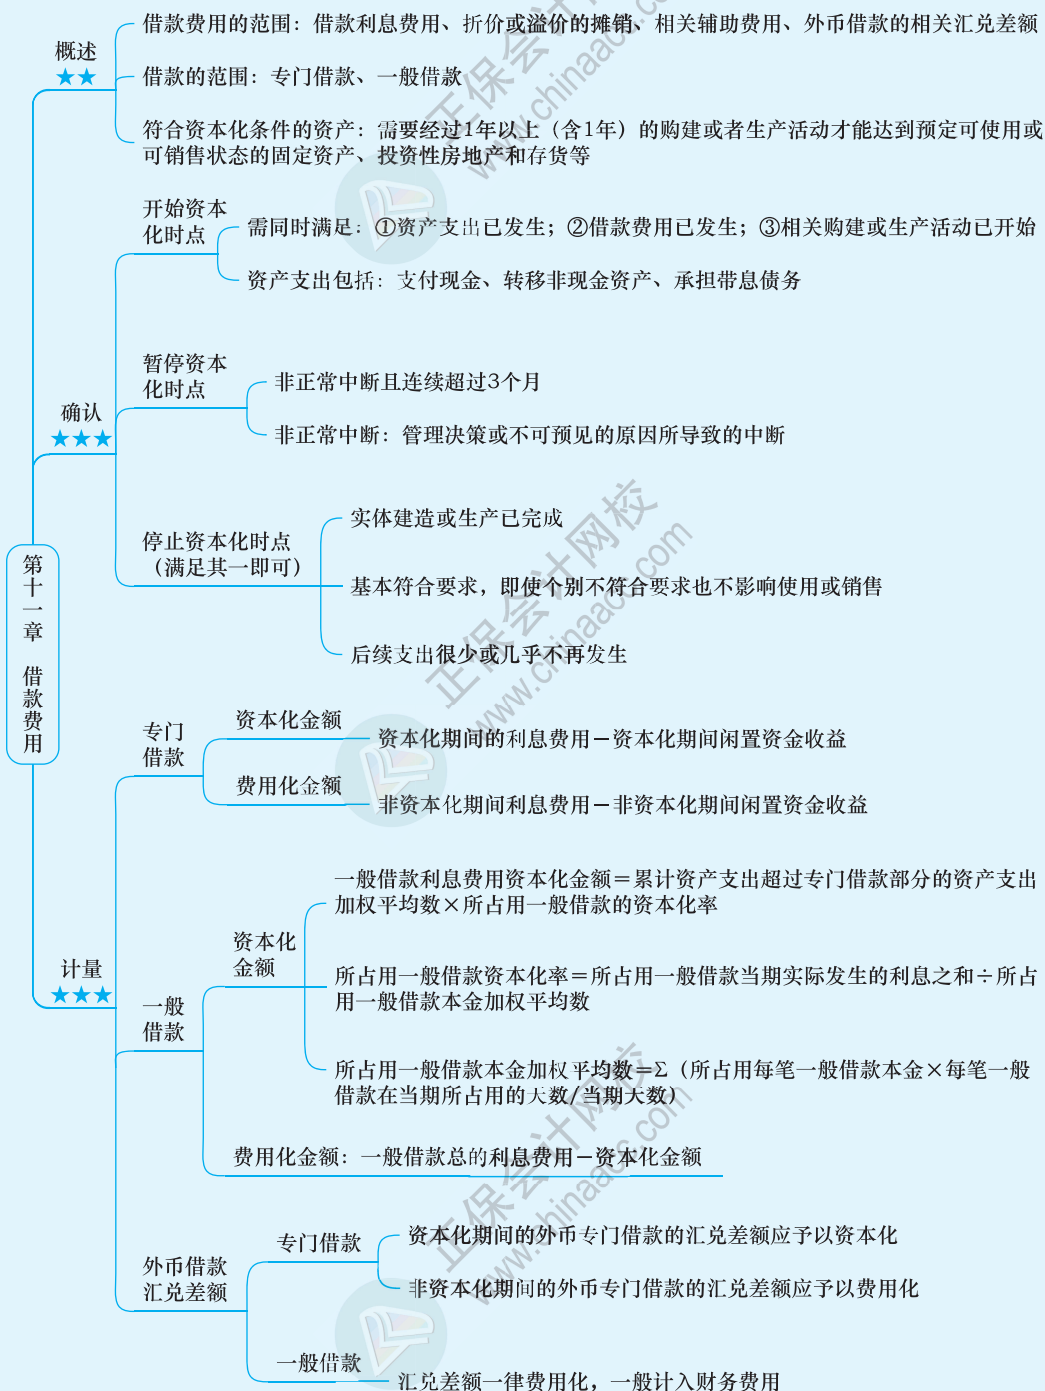 第十一章 借款费用
概述
★★
借款费用的范围：借款利息费用、折价或溢价的摊销、相关辅助费用、外币借款的相关汇兑差额
借款的范围：专门借款、一般借款
符合资本化条件的资产：需要经过1年以上（含1年）的购建或者生产活动才能达到预定可使用或
可销售状态的固定资产、投资性房地产和存货等
确认
★★★
开始资本
化时点
需同时满足：①资产支出已发生；②借款费用已发生；③相关购建或生产活动已开始
资产支出包括：支付现金、转移非现金资产、承担带息债务
暂停资本
化时点
非正常中断且连续超过3个月
非正常中断：管理决策或不可预见的原因所导致的中断
停止资本化时点
（满足其一即可）
实体建造或生产已完成
基本符合要求，即使个别不符合要求也不影响使用或销售
后续支出很少或几乎不再发生
计量
★★★
专门
借款
资本化金额
资本化期间的利息费用－资本化期间闲置资金收益
费用化金额
非资本化期间利息费用－非资本化期间闲置资金收益
一般
借款
资本化
金额
一般借款利息费用资本化金额＝累计资产支出超过专门借款部分的资产支出
加权平均数×所占用一般借款的资本化率
所占用一般借款资本化率＝所占用一般借款当期实际发生的利息之和÷所占
用一般借款本金加权平均数
所占用一般借款本金加权平均数＝Σ（所占用每笔一般借款本金×每笔一般
借款在当期所占用的天数/当期天数）
费用化金额：一般借款总的利息费用－资本化金额
外币借款
汇兑差额
专门借款
资本化期间的外币专门借款的汇兑差额应予以资本化
非资本化期间的外币专门借款的汇兑差额应予以费用化
一般借款
汇兑差额一律费用化，一般计入财务费用
正保会计网校
www.chinaacc.com
正保会计网校
www.chinaacc.com
正保会计网校
www.chinaacc.com